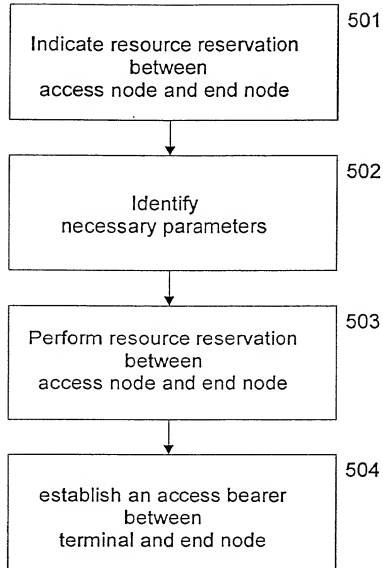 501
Indicate resource reservation
between
access node and end node
502
Identify
necessary parameters
503
Perform resource reservation
between
access node and end node
504
establish an access bearer
between
terminal and end node